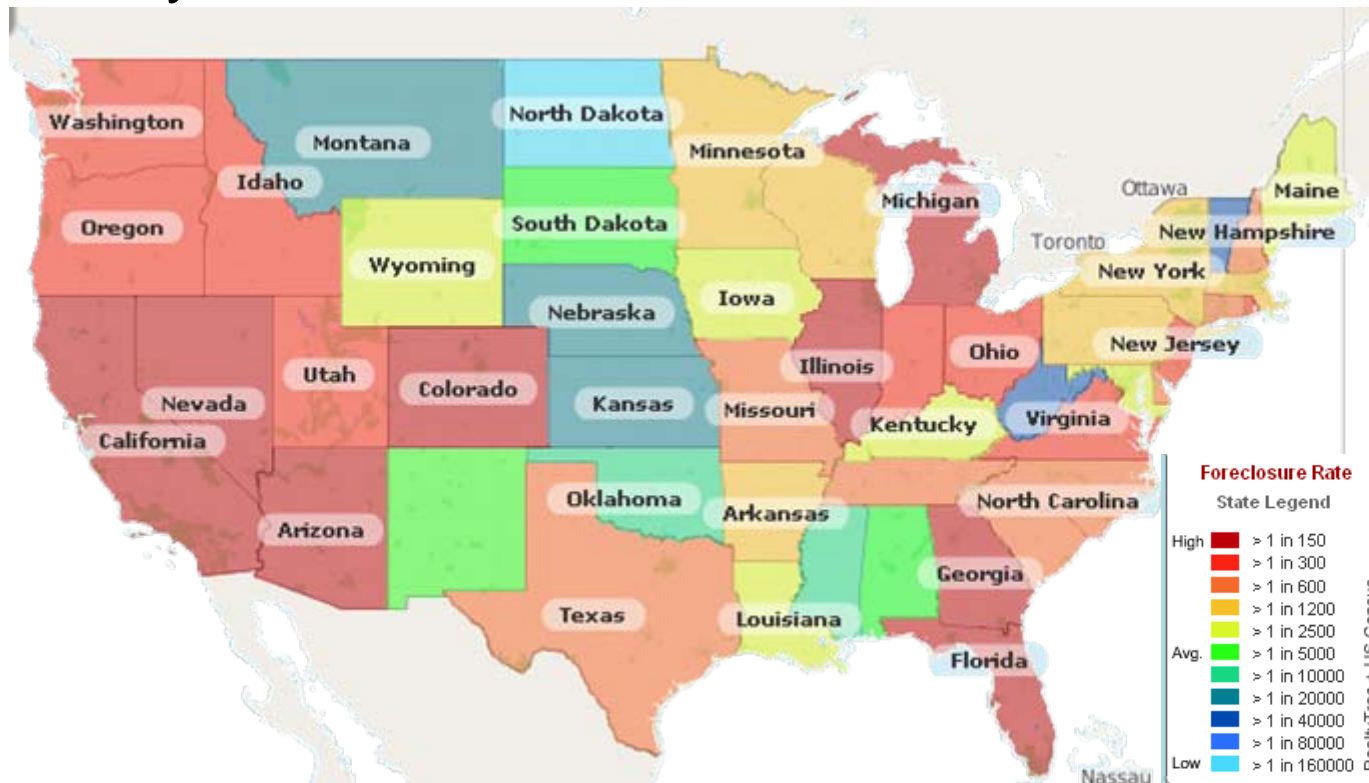 Washington
Montana
North Dakota
Minnesota
Idaho
Oregon
South Dakota
Michigan
Ottawa
Maine
Toronto
New Hampshire
Wyoming
New York
Iowa
Nebraska
Utah
Colorado
Illinois
Ohio
New Jersey
Nevada
Kansas
Missouri
Kentucky
Virginia
California
Oklahoma
Arkansas
North Carolina
Arizona
Georgia
Texas
Louisiana
Florida
Nassau
Foreclosure Rate
State Legend
High > 1 in 150
> 1 in 300
> 1 in 600
> 1 in 1200
> 1 in 2500
Avg. > 1 in 5000
> 1 in 10000
> 1 in 20000
> 1 in 40000
> 1 in 80000
Low > 1 in 160000